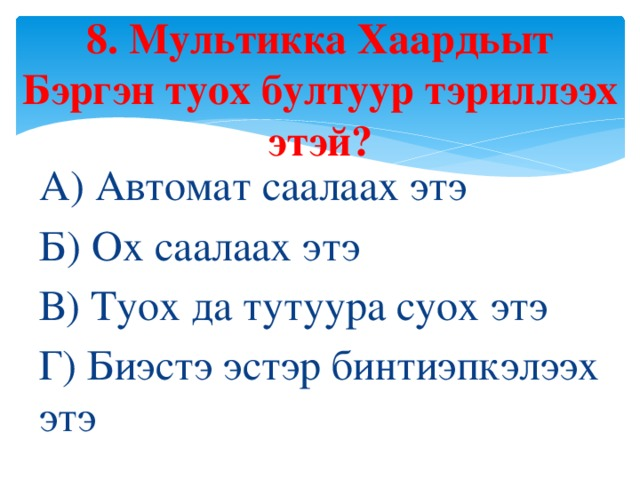 8. Мультикка Хаардьыт
Бэргэн туох бултуур тэриллээх
этэй?
А) Автомат саалаах этэ
Б) Ох саалаах этэ
В) Туох да тутуура суох этэ
Г) Биэстэ эстэр бинтиэпкэлээх
этэ